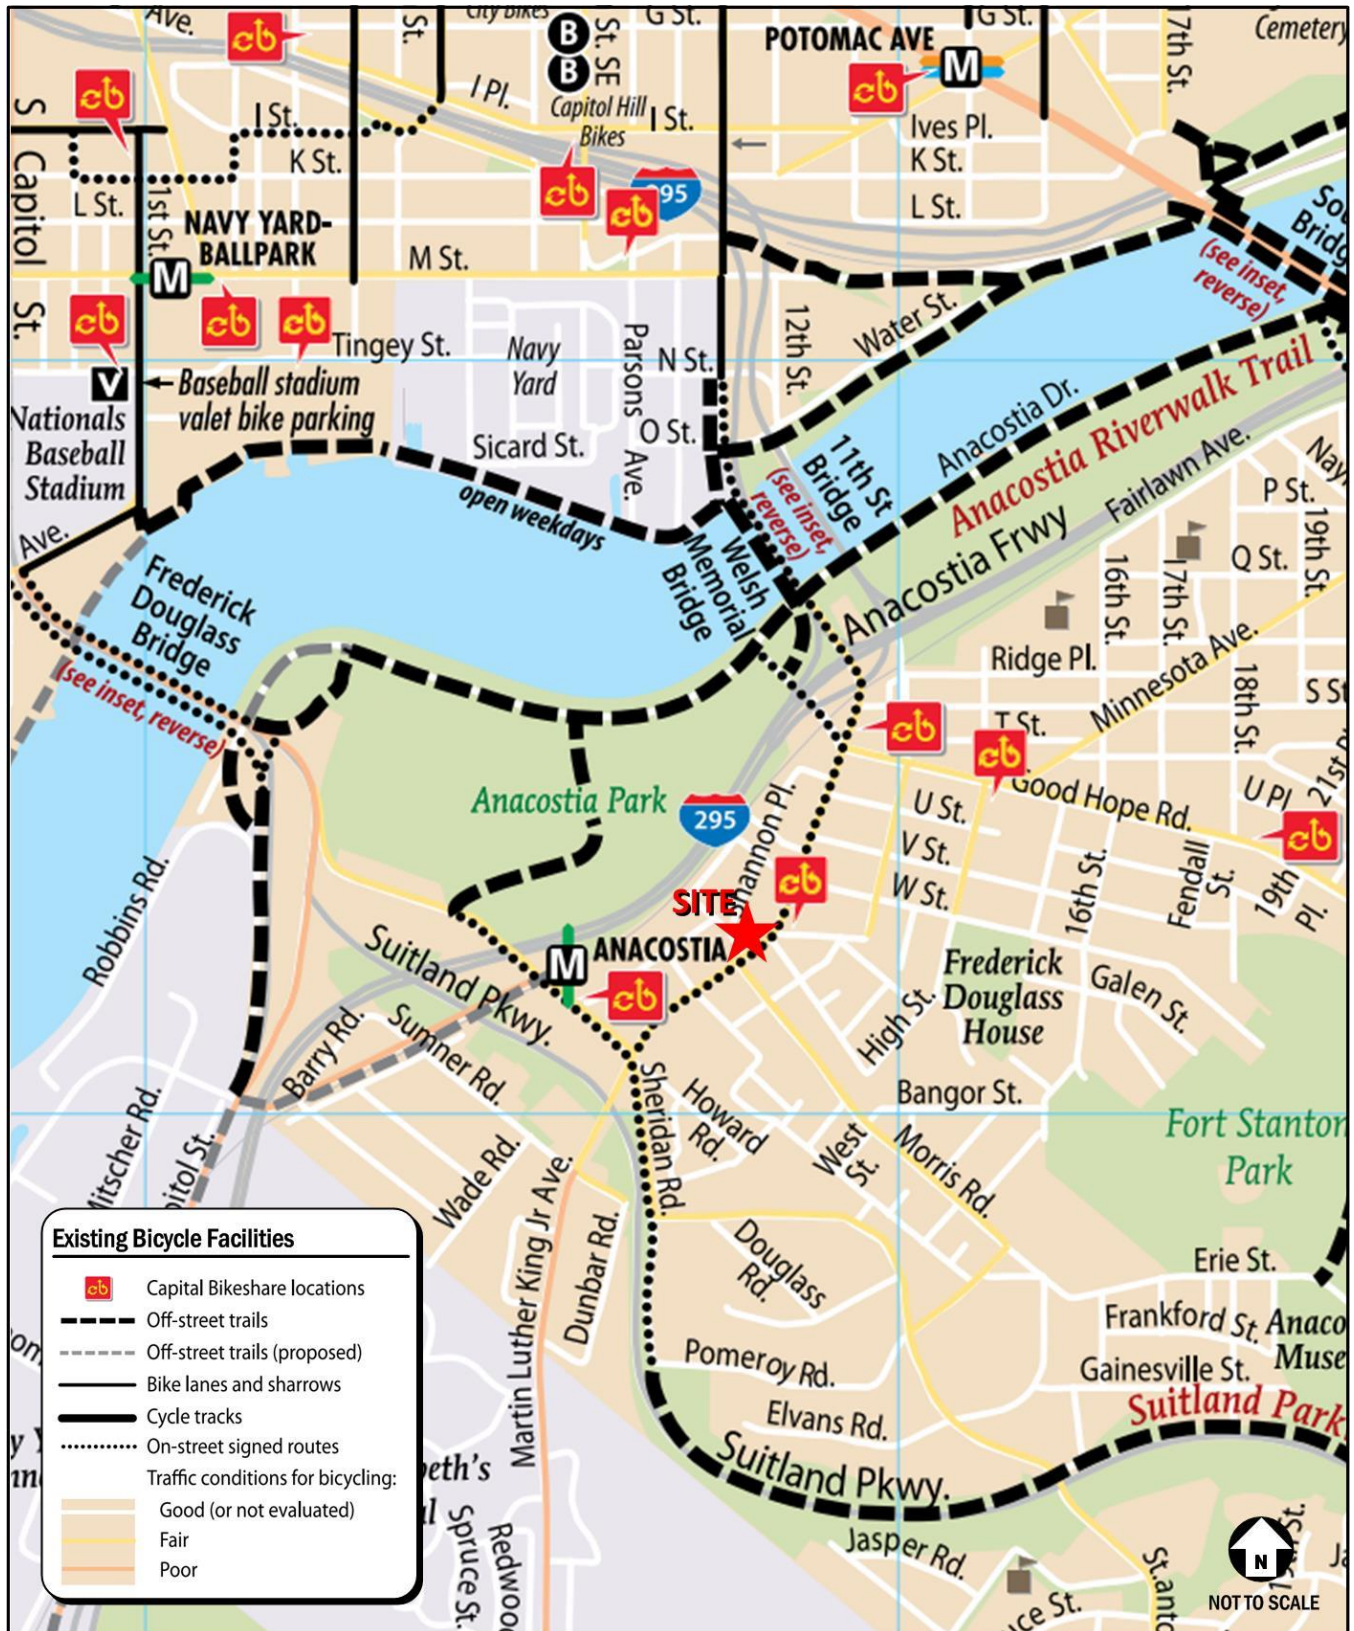 Ave.
St.
City Bikes
B
B
St. SE
G St.
POTOMAC AVE
M
G St.
17th St.
Cemetery
I Pl.
Capitol Hill
Bikes
I St.
I St.
K St.
Ives Pl.
K St.
L St.
S Capitol St.
L St.
1st St.
NAVY YARD-
BALLPARK
M
M St.
295
(see inset,
reverse)
12th St.
Water St.
Tingey St.
Navy
Yard
Parsons Ave.
N St.
V
Baseball stadium
valet bike parking
Nationals
Baseball
Stadium
Sicard St.
O St.
open weekdays
11th St
Bridge
(see inset,
reverse)
Anacostia Dr.
Anacostia Riverwalk Trail
Fairlawn Ave.
Anacostia Frwy
P St.
19th St.
Q St.
16th St.
17th St.
Ave.
Frederick
Douglass
Bridge
(see inset, reverse)
Welsh
Memorial
Bridge
Ridge Pl.
Minnesota Ave.
18th St.
S St
T St.
Good Hope Rd.
U Pl
Anacostia Park
295
Shannon Pl.
U St.
V St.
W St.
16th St.
Fendall
St.
19th
Pl.
SITE
M
ANACOSTIA
Robbins Rd.
Suitland Pkwy.
Barry Rd.
Sumner Rd.
Frederick
Douglass
House
High St.
Galen St.
Bangor St.
Sheridan Rd.
Howard
Rd.
West
St.
Morris Rd.
Fort Stanton
Park
Mitscher Rd.
Wade Rd.
Martin Luther King Jr Ave.
Dunbar Rd.
Douglass
Rd.
Erie St.
Frankford St.
Gainesville St.
Pomeroy Rd.
Elvans Rd.
Suitland Pkwy.
Suitland Park
Jasper Rd.
Spruce St.
N
NOT TO SCALE
Existing Bicycle Facilities
Capital Bikeshare locations
Off-street trails
Off-street trails (proposed)
Bike lanes and sharrows
Cycle tracks
On-street signed routes
Traffic conditions for bicycling:
Good (or not evaluated)
Fair
Poor